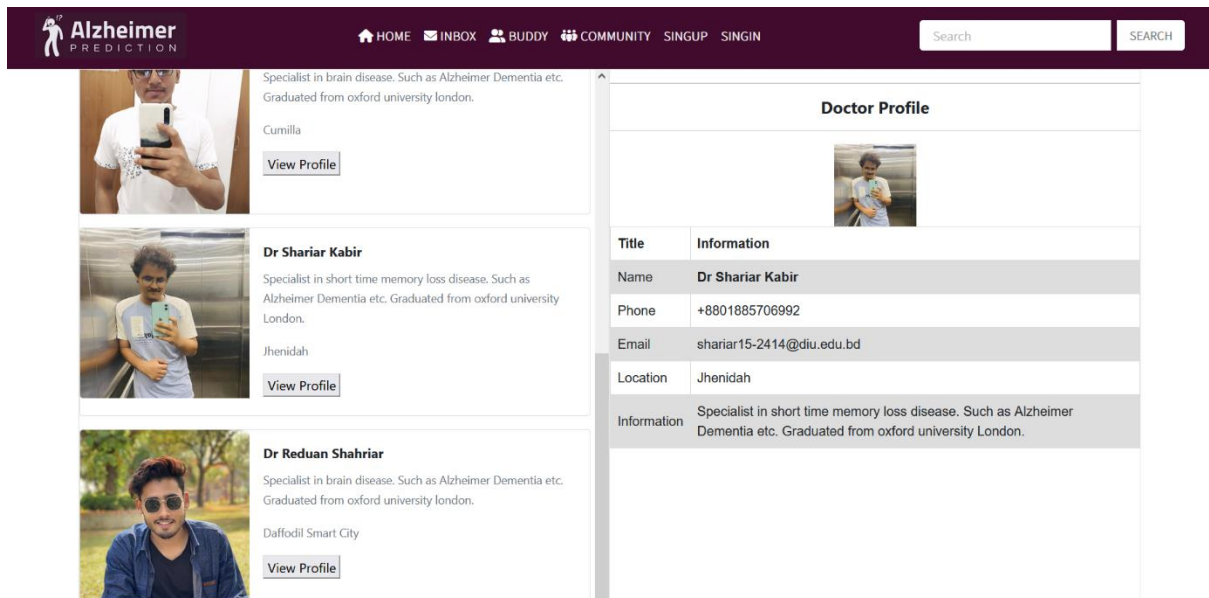 !?
Alzheimer
PREDICTION
HOME INBOX BUDDY COMMUNITY SINGUP SINGIN
Search
SEARCH
Specialist in brain disease. Such as Alzheimer Dementia etc.
Graduated from oxford university london.
Cumilla
View Profile
Dr Shariar Kabir
Specialist in short time memory loss disease. Such as
Alzheimer Dementia etc. Graduated from oxford university
London.
Jhenidah
View Profile
Dr Reduan Shahriar
Specialist in brain disease. Such as Alzheimer Dementia etc.
Graduated from oxford university london.
Daffodil Smart City
View Profile
Doctor Profile
Title Information
Name Dr Shariar Kabir
Phone +8801885706992
Email shariar15-2414@diu.edu.bd
Location Jhenidah
Information Specialist in short time memory loss disease. Such as Alzheimer
Dementia etc. Graduated from oxford university London.